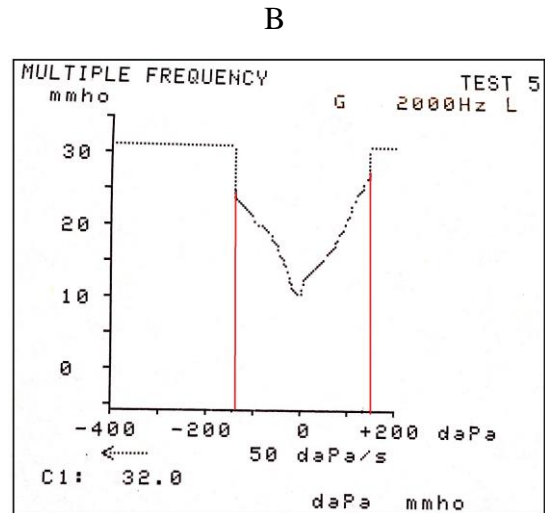 B
MULTIPLE FREQUENCY TEST 5
mmho G 2000Hz L
30
20
10
0
-400 -200 0 +200 daPa
50 daPa/s
C1: 32.0
daPa mmho